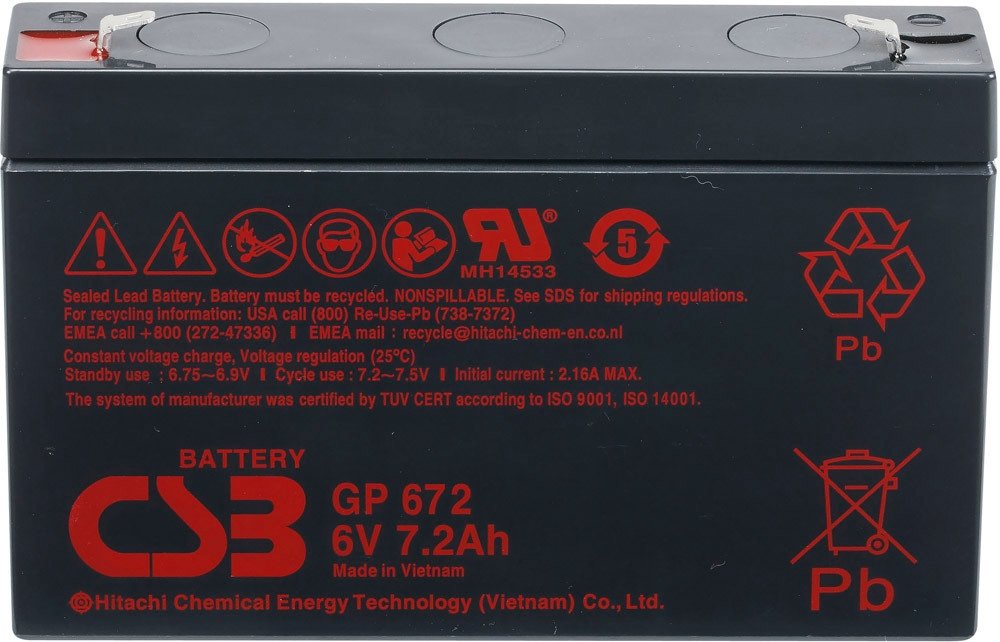 MH14533
5
Sealed Lead Battery. Battery must be recycled. NONSPILLABLE. See SDS for shipping regulations.
For recycling information: USA call (800) Re-Use-Pb (738-7372)
EMEA call +800 (272-47336) ı EMEA mail : recycle@hitachi-chem-en.co.nl
Constant voltage charge, Voltage regulation (25ºC)
Standby use : 6.75~6.9V ı Cycle use : 7.2~7.5V ı Initial current : 2.16A MAX.
The system of manufacturer was certified by TUV CERT according to ISO 9001, ISO 14001.
Pb
BATTERY
CSB
GP 672
6V 7.2Ah
Made in Vietnam
Hitachi Chemical Energy Technology (Vietnam) Co., Ltd.
Pb